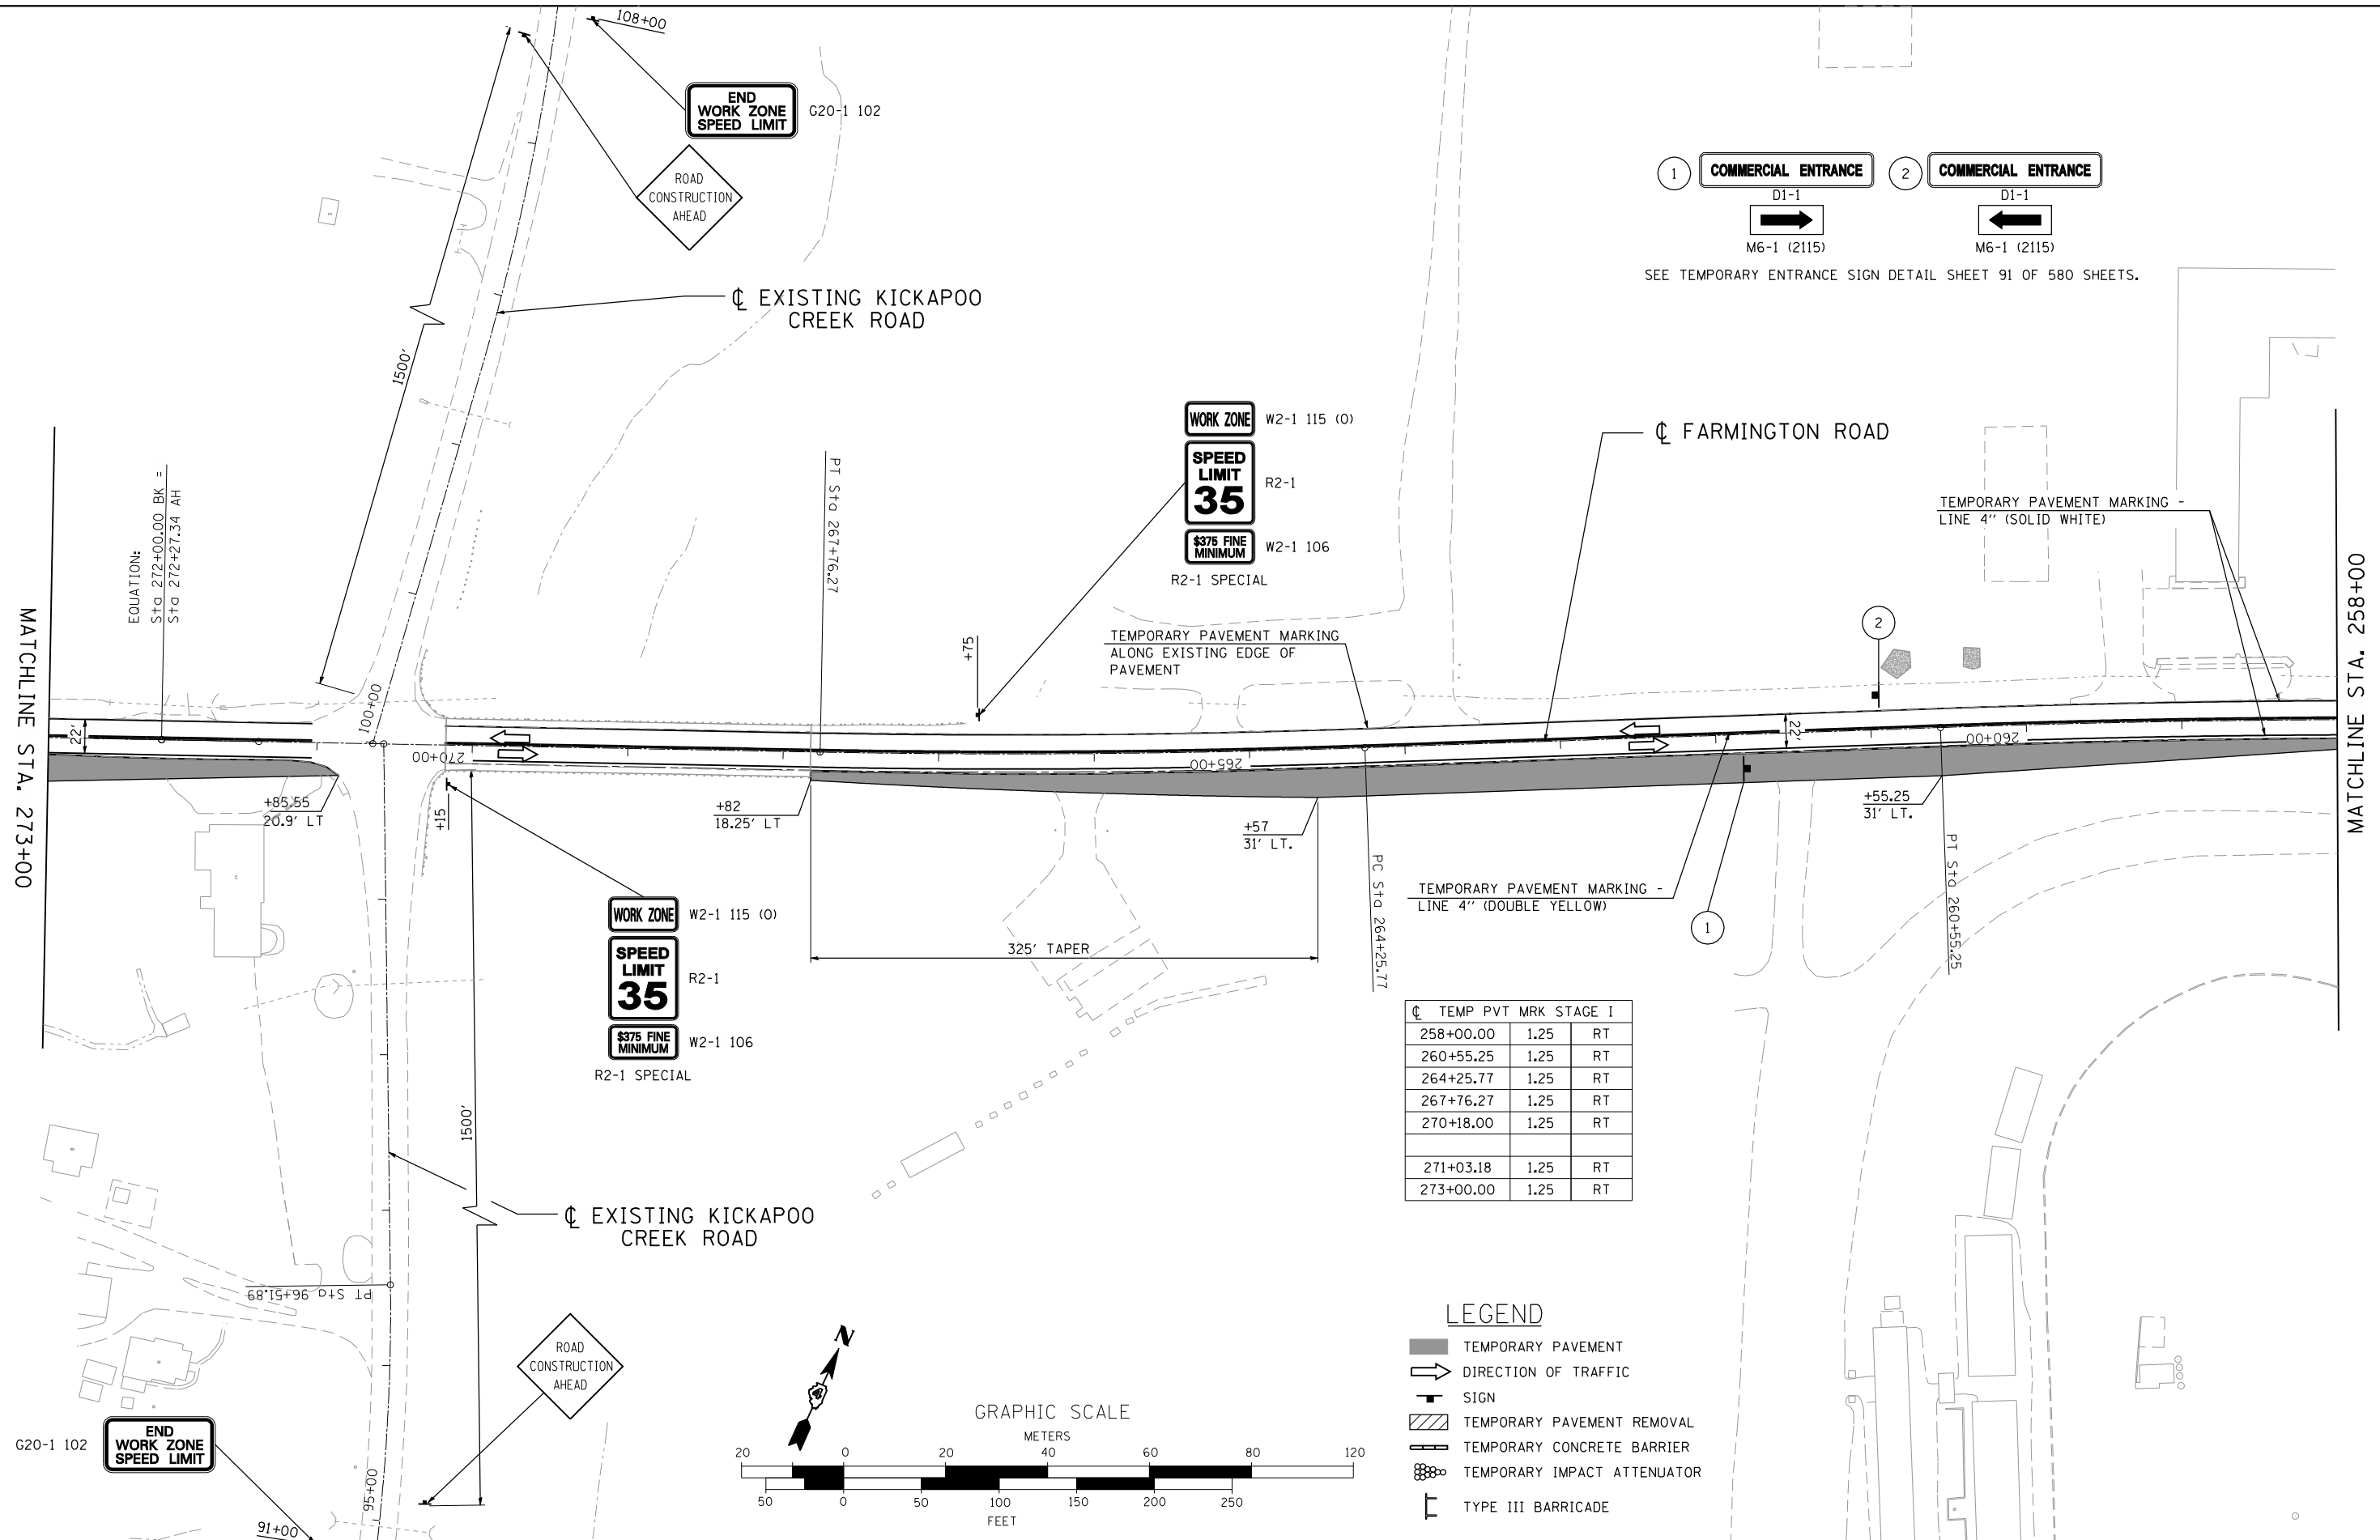 108+00
END
WORK ZONE
SPEED LIMIT
G20-1 102
ROAD
CONSTRUCTION
AHEAD
1500'
℄ EXISTING KICKAPOO
CREEK ROAD
1
COMMERCIAL ENTRANCE
D1-1
M6-1 (2115)
2
COMMERCIAL ENTRANCE
D1-1
M6-1 (2115)
SEE TEMPORARY ENTRANCE SIGN DETAIL SHEET 91 OF 580 SHEETS.
WORK ZONE
W2-1 115 (O)
SPEED
LIMIT
35
R2-1
$375 FINE
MINIMUM
W2-1 106
R2-1 SPECIAL
℄ FARMINGTON ROAD
TEMPORARY PAVEMENT MARKING -
LINE 4" (SOLID WHITE)
EQUATION:
Sta 272+00.00 BK =
Sta 272+27.34 AH
PT Sta 267+76.27
MATCHLINE STA. 273+00
MATCHLINE STA. 258+00
+75
TEMPORARY PAVEMENT MARKING
ALONG EXISTING EDGE OF
PAVEMENT
2
22'
100+00
270+00
265+00
22'
260+00
+85.55
20.9' LT
+15
+82
18.25' LT
+57
31' LT.
+55.25
31' LT.
PC Sta 264+25.77
PT Sta 260+55.25
TEMPORARY PAVEMENT MARKING -
LINE 4" (DOUBLE YELLOW)
1
325' TAPER
WORK ZONE
W2-1 115 (O)
SPEED
LIMIT
35
R2-1
$375 FINE
MINIMUM
W2-1 106
R2-1 SPECIAL
1500'
℄ TEMP PVT MRK STAGE I
258+00.00 1.25 RT
260+55.25 1.25 RT
264+25.77 1.25 RT
267+76.27 1.25 RT
270+18.00 1.25 RT
271+03.18 1.25 RT
273+00.00 1.25 RT
℄ EXISTING KICKAPOO
CREEK ROAD
PT Sta 96+51.89
ROAD
CONSTRUCTION
AHEAD
G20-1 102
END
WORK ZONE
SPEED LIMIT
95+00
91+00
N
4
GRAPHIC SCALE
METERS
20 0 20 40 60 80 120
50 0 50 100 150 200 250
FEET
LEGEND
TEMPORARY PAVEMENT
DIRECTION OF TRAFFIC
SIGN
TEMPORARY PAVEMENT REMOVAL
TEMPORARY CONCRETE BARRIER
TEMPORARY IMPACT ATTENUATOR
TYPE III BARRICADE